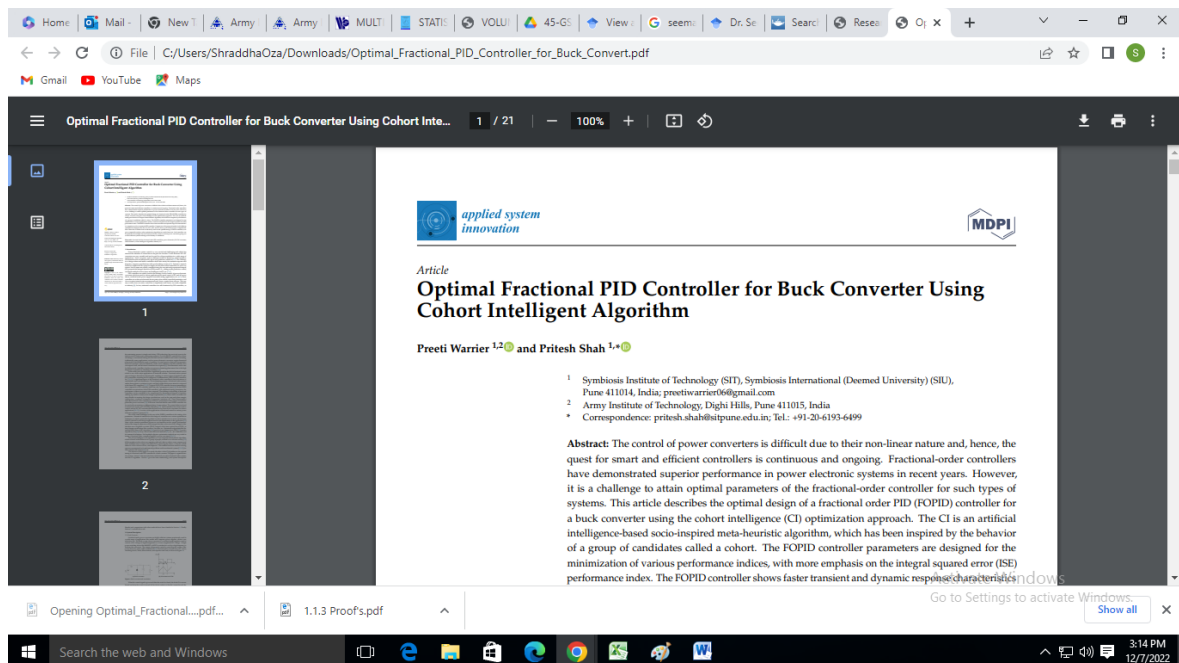 Home
Mail -
New T
Army
Army
MULTI
STATIS
VOLU
45-GS
View a
seema
Dr. Se
Searc
Resea
Op
File | C:/Users/ShraddhaOza/Downloads/Optimal_Fractional_PID_Controller_for_Buck_Convert.pdf
S
Gmail
YouTube
Maps
Optimal Fractional PID Controller for Buck Converter Using Cohort Inte...
1 / 21
100%
1
2
applied system
innovation
MDPI
Article
Optimal Fractional PID Controller for Buck Converter Using
Cohort Intelligent Algorithm
Preeti Warrier 1,2 and Pritesh Shah 1,*
1 Symbiosis Institute of Technology (SIT), Symbiosis International (Deemed University) (SIU),
Pune 411014, India; preetiwarrier06@gmail.com
2 Army Institute of Technology, Dighi Hills, Pune 411015, India
* Correspondence: pritesh.shah@sitpune.edu.in; Tel.: +91-20-6193-6499
Abstract: The control of power converters is difficult due to their non-linear nature and, hence, the
quest for smart and efficient controllers is continuous and ongoing. Fractional-order controllers
have demonstrated superior performance in power electronic systems in recent years. However,
it is a challenge to attain optimal parameters of the fractional-order controller for such types of
systems. This article describes the optimal design of a fractional order PID (FOPID) controller for
a buck converter using the cohort intelligence (CI) optimization approach. The CI is an artificial
intelligence-based socio-inspired meta-heuristic algorithm, which has been inspired by the behavior
of a group of candidates called a cohort. The FOPID controller parameters are designed for the
minimization of various performance indices, with more emphasis on the integral squared error (ISE)
performance index. The FOPID controller shows faster transient and dynamic response characteristics
Activate Windows
Go to Settings to activate Windows.
Opening Optimal_Fractional....pdf...
1.1.3 Proof's.pdf
Show all
Search the web and Windows
3:14 PM
12/7/2022